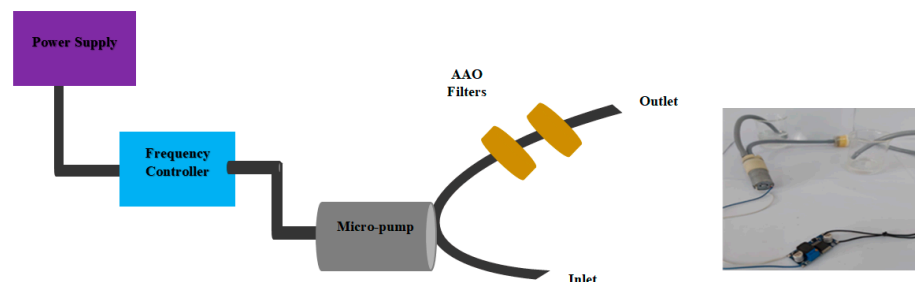 Power Supply
AAO
Filters
Outlet
Frequency
Controller
Micro-pump
Inlet